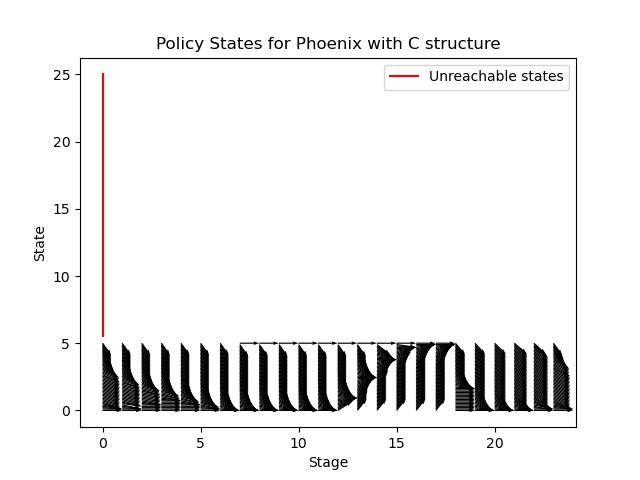 Policy States for Phoenix with C structure
Unreachable states
25
20
15
10
5
0
State
0 5 10 15 20
Stage